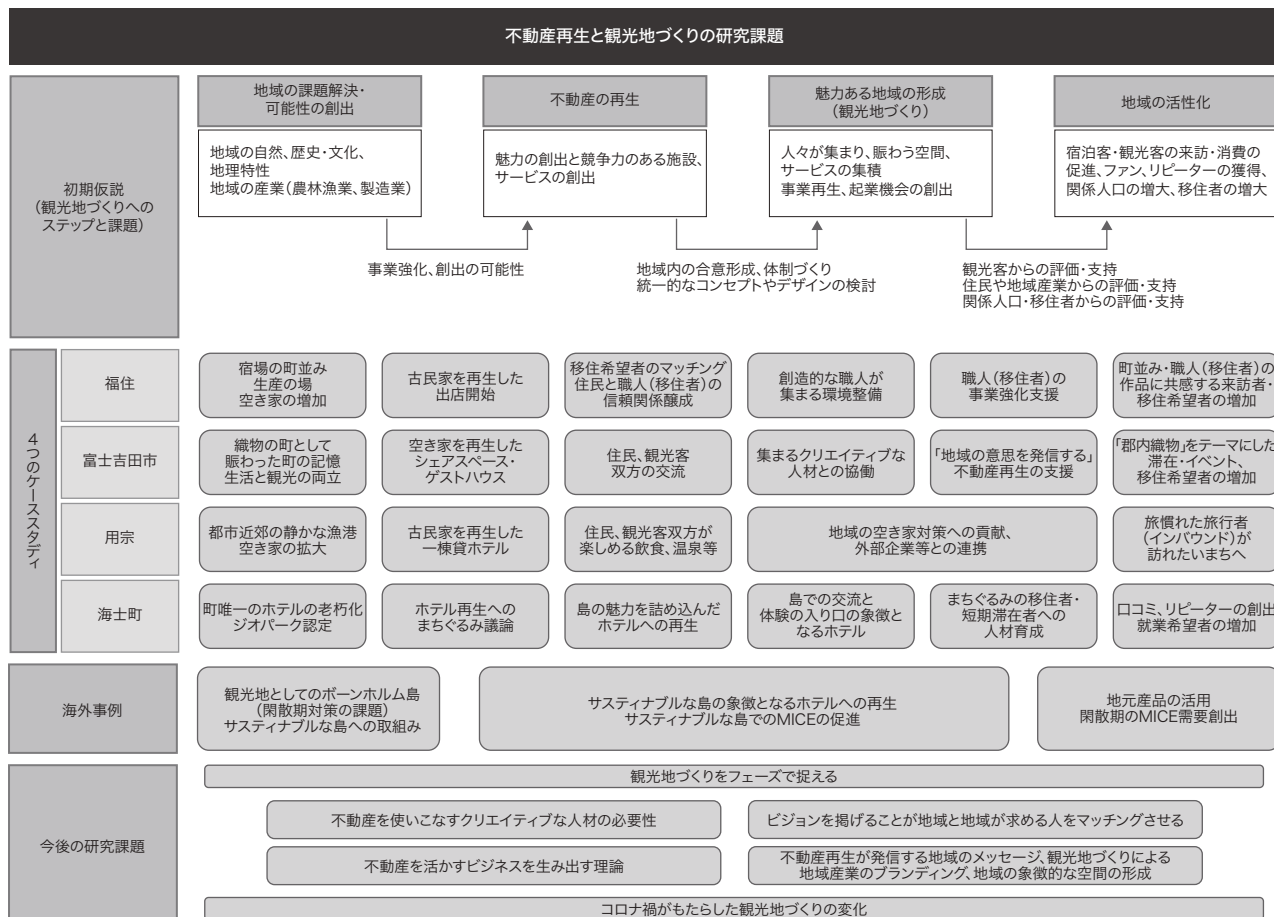 不動産再生と観光地づくりの研究課題
初期仮説
(観光地づくりへの
ステップと課題)
地域の課題解決・
可能性の創出
地域の自然、歴史・文化、
地理特性
地域の産業(農林漁業、製造業)
不動産の再生
魅力の創出と競争力のある施設、
サービスの創出
魅力ある地域の形成
(観光地づくり)
人々が集まり、賑わう空間、
サービスの集積
事業再生、起業機会の創出
地域の活性化
宿泊客・観光客の来訪・消費の
促進、ファン、リピーターの獲得、
関係人口の増大、移住者の増大
事業強化、創出の可能性
地域内の合意形成、体制づくり
統一的なコンセプトやデザインの検討
観光客からの評価・支持
住民や地域産業からの評価・支持
関係人口・移住者からの評価・支持
4つのケーススタディ
福住
宿場の町並み
生産の場
空き家の増加
古民家を再生した
出店開始
移住希望者のマッチング
住民と職人(移住者)の
信頼関係醸成
創造的な職人が
集まる環境整備
職人(移住者)の
事業強化支援
町並み・職人(移住者)の
作品に共感する来訪者・
移住希望者の増加
富士吉田市
織物の町として
賑わった町の記憶
生活と観光の両立
空き家を再生した
シェアスペース・
ゲストハウス
住民、観光客
双方の交流
集まるクリエイティブな
人材との協働
「地域の意思を発信する」
不動産再生の支援
「郡内織物」をテーマにした
滞在・イベント、
移住希望者の増加
用宗
都市近郊の静かな漁港
空き家の拡大
古民家を再生した
一棟貸ホテル
住民、観光客双方が
楽しめる飲食、温泉等
地域の空き家対策への貢献、
外部企業等との連携
旅慣れた旅行者
(インバウンド)が
訪れたいまちへ
海士町
町唯一のホテルの老朽化
ジオパーク認定
ホテル再生への
まちぐるみ議論
島の魅力を詰め込んだ
ホテルへの再生
島での交流と
体験の入り口の象徴と
なるホテル
まちぐるみの移住者・
短期滞在者への
人材育成
口コミ、リピーターの創出
就業希望者の増加
海外事例
観光地としてのボーンホルム島
(閑散期対策の課題)
サスティナブルな島への取組み
サスティナブルな島の象徴となるホテルへの再生
サスティナブルな島でのMICEの促進
地元産品の活用
閑散期のMICE需要創出
今後の研究課題
観光地づくりをフェーズで捉える
不動産を使いこなすクリエイティブな人材の必要性
ビジョンを掲げることが地域と地域が求める人をマッチングさせる
不動産を活かすビジネスを生み出す理論
不動産再生が発信する地域のメッセージ、観光地づくりによる
地域産業のブランディング、地域の象徴的な空間の形成
コロナ禍がもたらした観光地づくりの変化